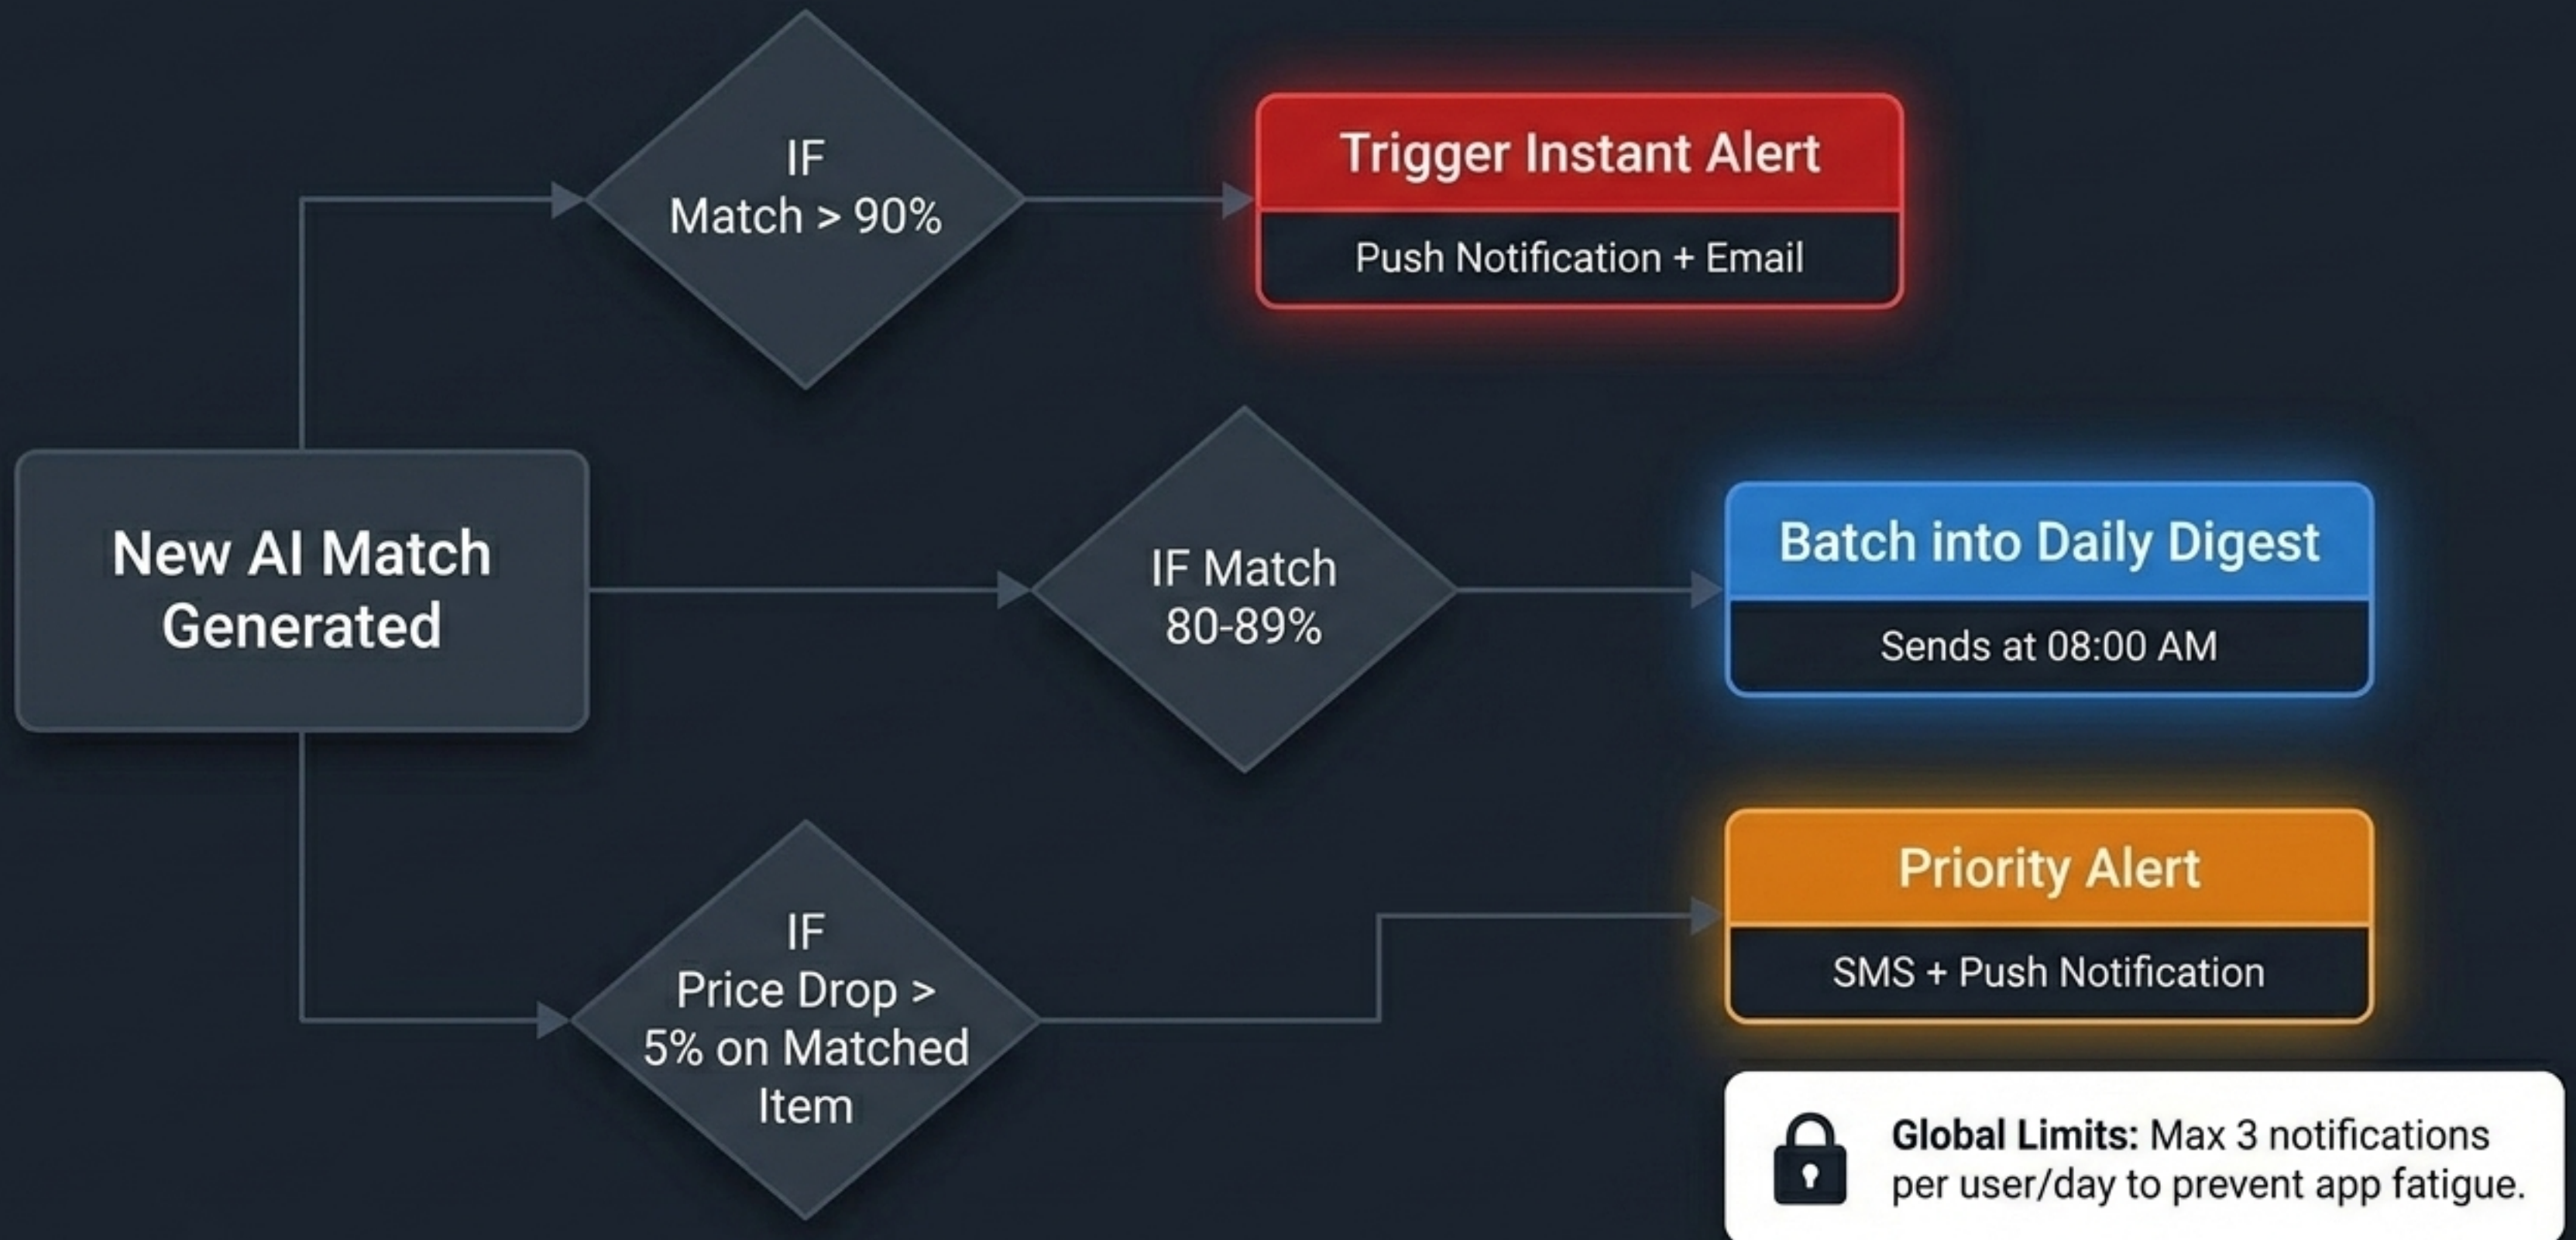 IF
Match > 90%
Trigger Instant Alert
Push Notification + Email
New AI Match
Generated
IF Match
80-89%
Batch into Daily Digest
Sends at 08:00 AM
IF
Price Drop >
5% on Matched
Item
Priority Alert
SMS + Push Notification
Global Limits: Max 3 notifications
per user/day to prevent app fatigue.